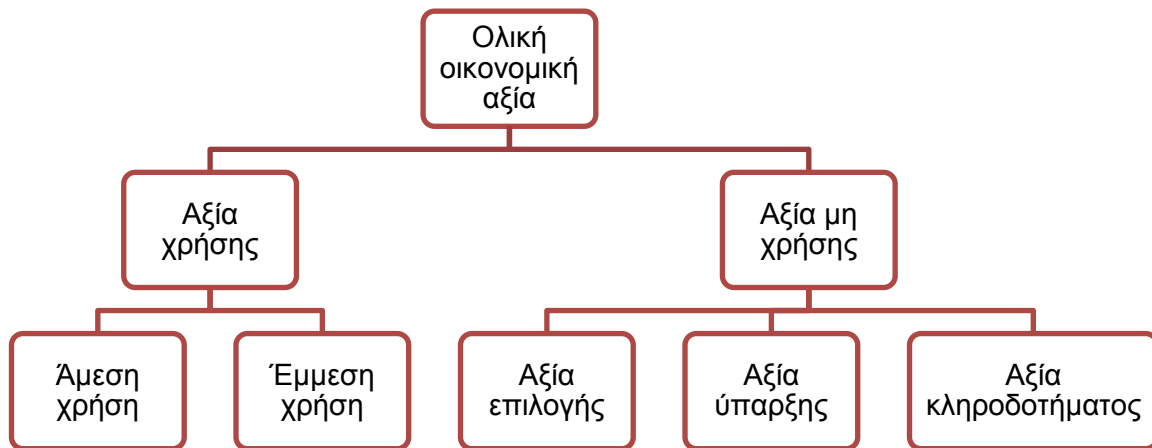 Ολική
οικονομική
αξία
Αξία
χρήσης
Αξία μη
χρήσης
Άμεση
χρήση
Έμμεση
χρήση
Αξία
επιλογής
Αξία
ύπαρξης
Αξία
κληροδοτήματος